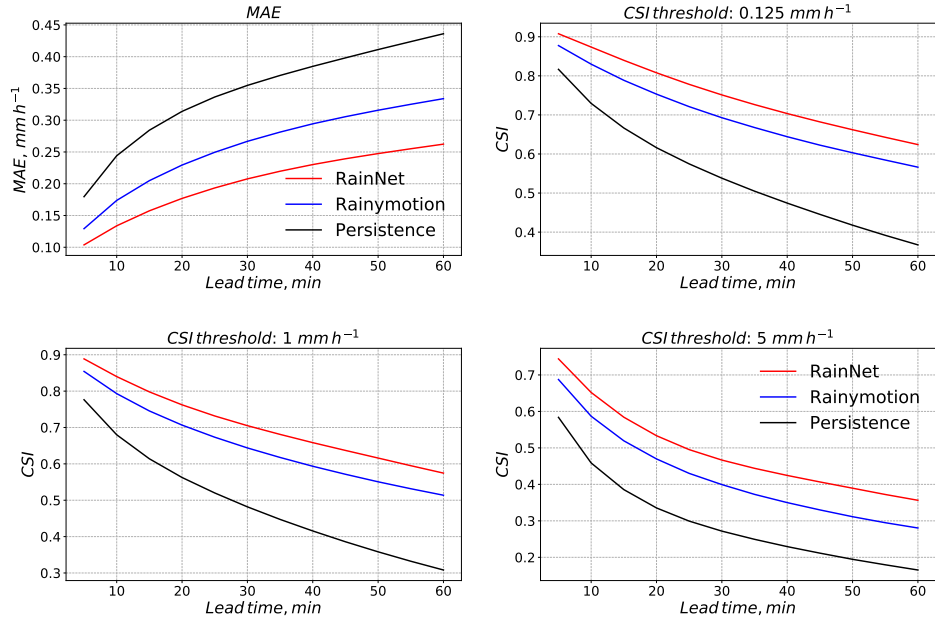 MAE
MAE, mm h⁻¹
0.45
0.40
0.35
0.30
0.25
0.20
0.15
0.10
RainNet
Rainymotion
Persistence
10 20 30 40 50 60
Lead time, min
CSI threshold: 0.125 mm h⁻¹
CSI
0.9
0.8
0.7
0.6
0.5
0.4
10 20 30 40 50 60
Lead time, min
CSI threshold: 1 mm h⁻¹
CSI
0.9
0.8
0.7
0.6
0.5
0.4
0.3
10 20 30 40 50 60
Lead time, min
CSI threshold: 5 mm h⁻¹
CSI
0.7
0.6
0.5
0.4
0.3
0.2
RainNet
Rainymotion
Persistence
10 20 30 40 50 60
Lead time, min